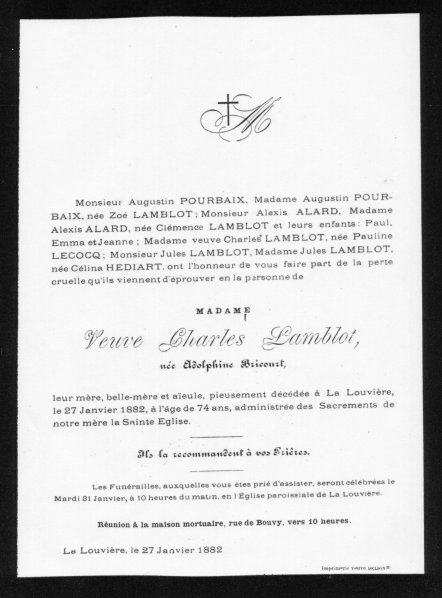 M
Monsieur Augustin POURBAIX, Madame Augustin POUR-
BAIX, née Zoé LAMBLOT; Monsieur Alexis ALARD, Madame
Alexis ALARD, née Clémence LAMBLOT et leurs enfants: Paul,
Emma et Jeanne; Madame veuve Charles LAMBLOT, née Pauline
LECOCQ; Monsieur Jules LAMBLOT, Madame Jules LAMBLOT,
née Célina HEDIART, ont l'honneur de vous faire part de la perte
cruelle qu'ils viennent d'éprouver en la personne de
MADAME
Veuve Charles Lamblot,
née Adolphine Bricourt,
leur mère, belle-mère et aïeule, pieusement décédée à La Louvière,
le 27 Janvier 1882, à l'âge de 74 ans, administrée des Sacrements de
notre mère la Sainte Eglise.
Ils la recommandent à vos Prières.
Les Funérailles, auxquelles vous êtes prié d'assister, seront célébrées le
Mardi 31 Janvier, à 10 heures du matin, en l'Église paroissiale de La Louvière.
Réunion à la maison mortuaire, rue de Bouvy, vers 10 heures.
La Louvière, le 27 Janvier 1882
Imprimerie